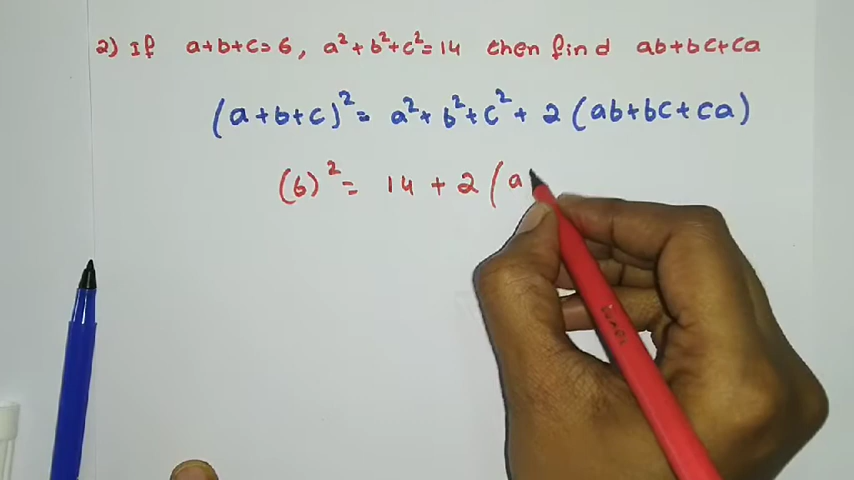 2) If a+b+c=6, a²+b²+c²=14 then find ab+bc+ca
(a+b+c)²= a²+b²+c²+2(ab+bc+ca)
(6)²= 14+2(a